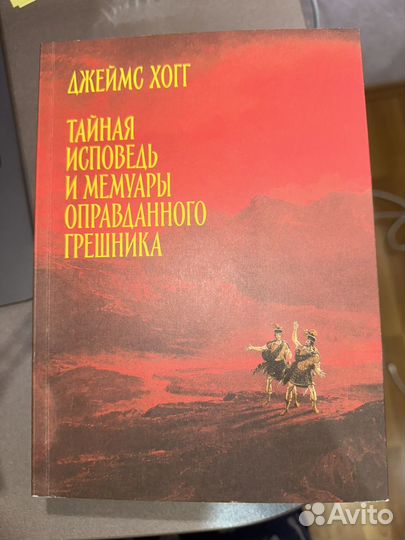 ДЖЕЙМС ХОГГ
ТАЙНАЯ
ИСПОВЕДЬ
И МЕМУАРЫ
ОПРАВДАННОГО
ГРЕШНИКА
Avito